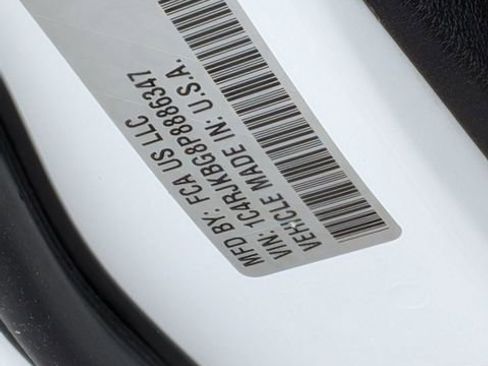 MFD BY: FCA US LLC
VIN: 1C4RJKBG8P8886347
VEHICLE MADE IN: U.S.A.